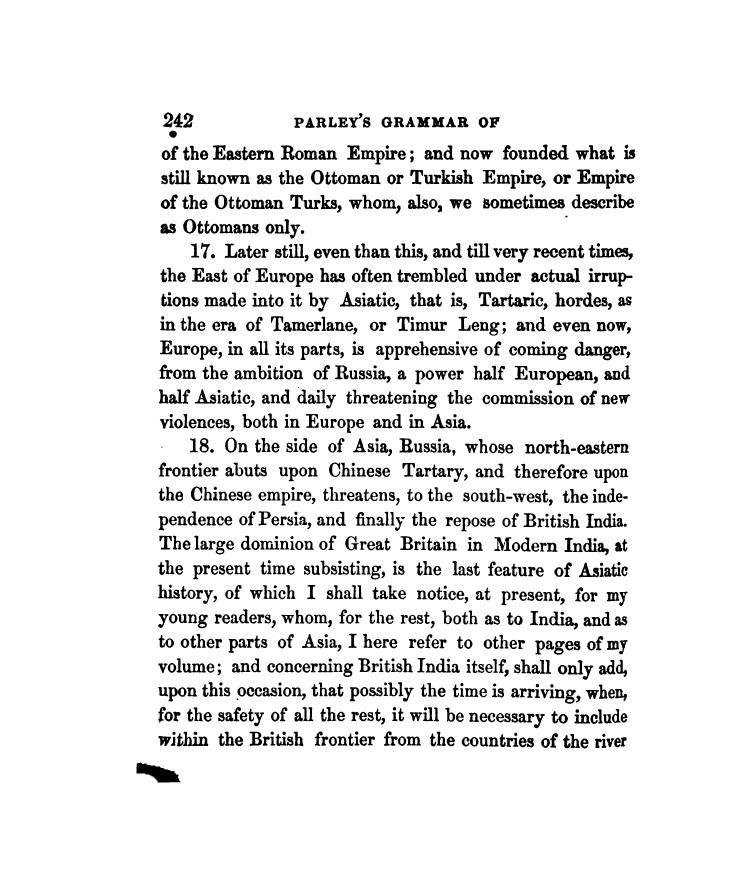 242 PARLEY'S GRAMMAR OF
of the Eastern Roman Empire; and now founded what is
still known as the Ottoman or Turkish Empire, or Empire
of the Ottoman Turks, whom, also, we sometimes describe
as Ottomans only.
17. Later still, even than this, and till very recent times,
the East of Europe has often trembled under actual irrup-
tions made into it by Asiatic, that is, Tartaric, hordes, as
in the era of Tamerlane, or Timur Leng; and even now,
Europe, in all its parts, is apprehensive of coming danger,
from the ambition of Russia, a power half European, and
half Asiatic, and daily threatening the commission of new
violences, both in Europe and in Asia.
18. On the side of Asia, Russia, whose north-eastern
frontier abuts upon Chinese Tartary, and therefore upon
the Chinese empire, threatens, to the south-west, the inde-
pendence of Persia, and finally the repose of British India.
The large dominion of Great Britain in Modern India, at
the present time subsisting, is the last feature of Asiatic
history, of which I shall take notice, at present, for my
young readers, whom, for the rest, both as to India, and as
to other parts of Asia, I here refer to other pages of my
volume; and concerning British India itself, shall only add,
upon this occasion, that possibly the time is arriving, when,
for the safety of all the rest, it will be necessary to include
within the British frontier from the countries of the river